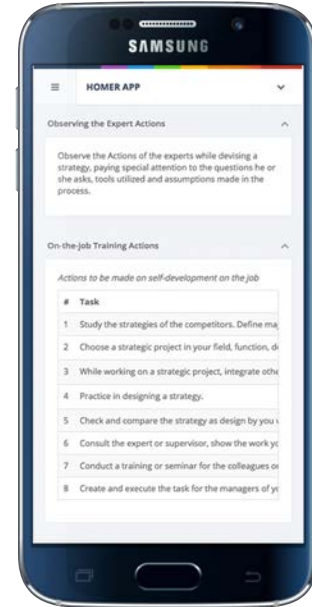 SAMSUNG
HOMER APP
Observing the Expert Actions
Observe the Actions of the experts while devising a
strategy, paying special attention to the questions he or
she asks, tools utilized and assumptions made in the
process.
On-the-job Training Actions
Actions to be made on self-development on the job
# Task
1 Study the strategies of the competitors. Define
2 Choose a strategic project in your field, function,
3 While working on a strategic project, integrate
4 Practice in designing a strategy.
5 Check and compare the strategy as design by you
6 Consult the expert or supervisor, show the work
7 Conduct a training or seminar for the colleagues
8 Create and execute the task for the managers of